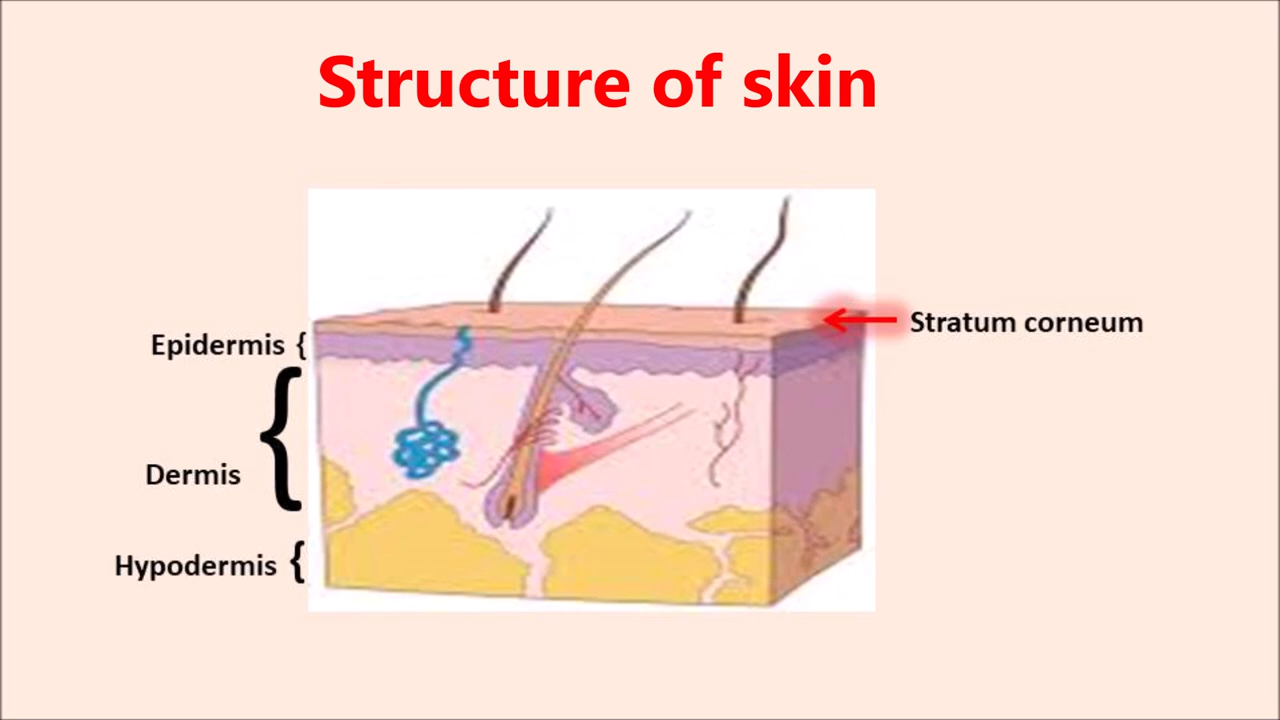 Structure of skin
Stratum corneum
Epidermis {
{
Dermis
Hypodermis {